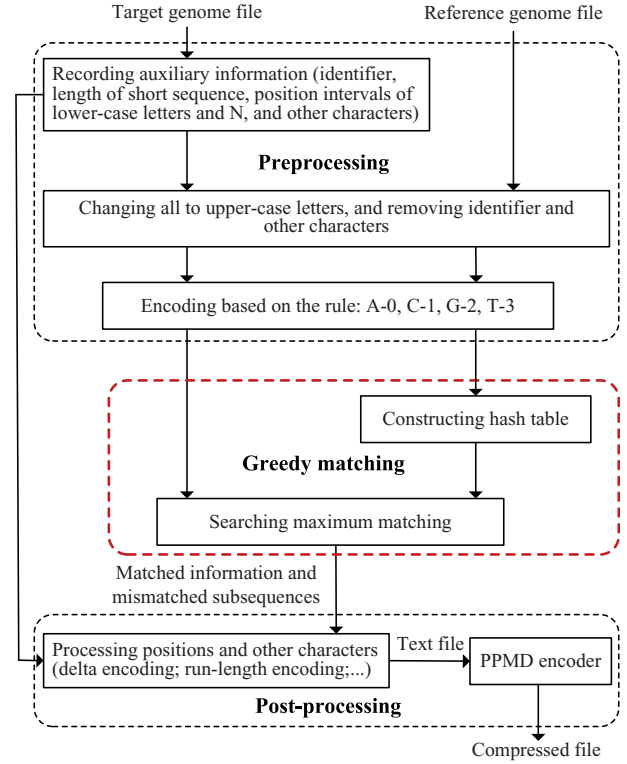 Target genome file
Reference genome file
Recording auxiliary information (identifier,
length of short sequence, position intervals of
lower-case letters and N, and other characters)
Preprocessing
Changing all to upper-case letters, and removing identifier and
other characters
Encoding based on the rule: A-0, C-1, G-2, T-3
Constructing hash table
Greedy matching
Searching maximum matching
Matched information and
mismatched subsequences
Processing positions and other characters
(delta encoding; run-length encoding;...)
Text file
PPMD encoder
Post-processing
Compressed file